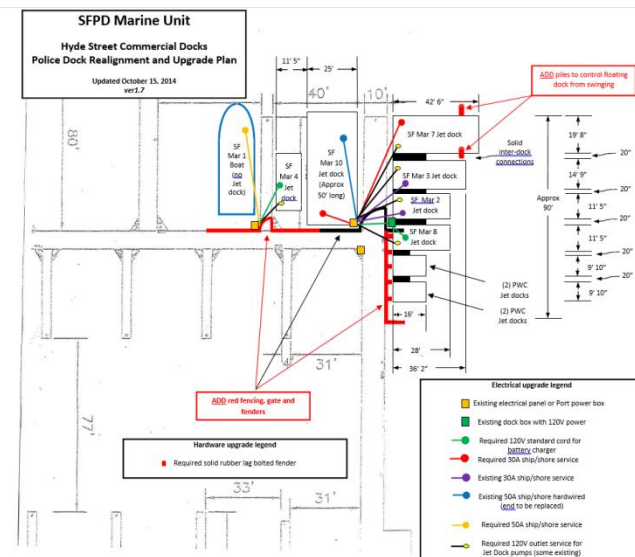 SFPD Marine Unit
Hyde Street Commercial Docks
Police Dock Realignment and Upgrade Plan
Updated October 15, 2014
ver1.7
11' 5"
25'
40'
10'
42' 6"
ADD piles to control floating
dock from swinging
80'
SF
Mar 1
Boat
(no
Jet
dock)
SF
Mar 4
Jet
dock
SF
Mar 10
Jet dock
(Approx
50' long)
SF Mar 7 Jet dock
SF Mar 3 Jet dock
SF Mar 2
Jet dock
SF Mar 8
Jet dock
Solid
inter-dock
connections
Approx
90'
19' 8"
20"
14' 9"
20"
11' 5"
20"
11' 5"
20"
9' 10"
20"
9' 10"
(2) PWC
Jet docks
(2) PWC
Jet docks
16'
28'
36' 2"
4'
31'
77'
ADD red fencing, gate and
fenders
Hardware upgrade legend
Required solid rubber lag bolted fender
33'
31'
Electrical upgrade legend
Existing electrical panel or Port power box
Existing dock box with 120V power
Required 120V standard cord for
battery charger
Required 30A ship/shore service
Existing 30A ship/shore service
Existing 50A ship/shore hardwired
(end to be replaced)
Required 50A ship/shore service
Required 120V outlet service for
Jet Dock pumps (some existing)